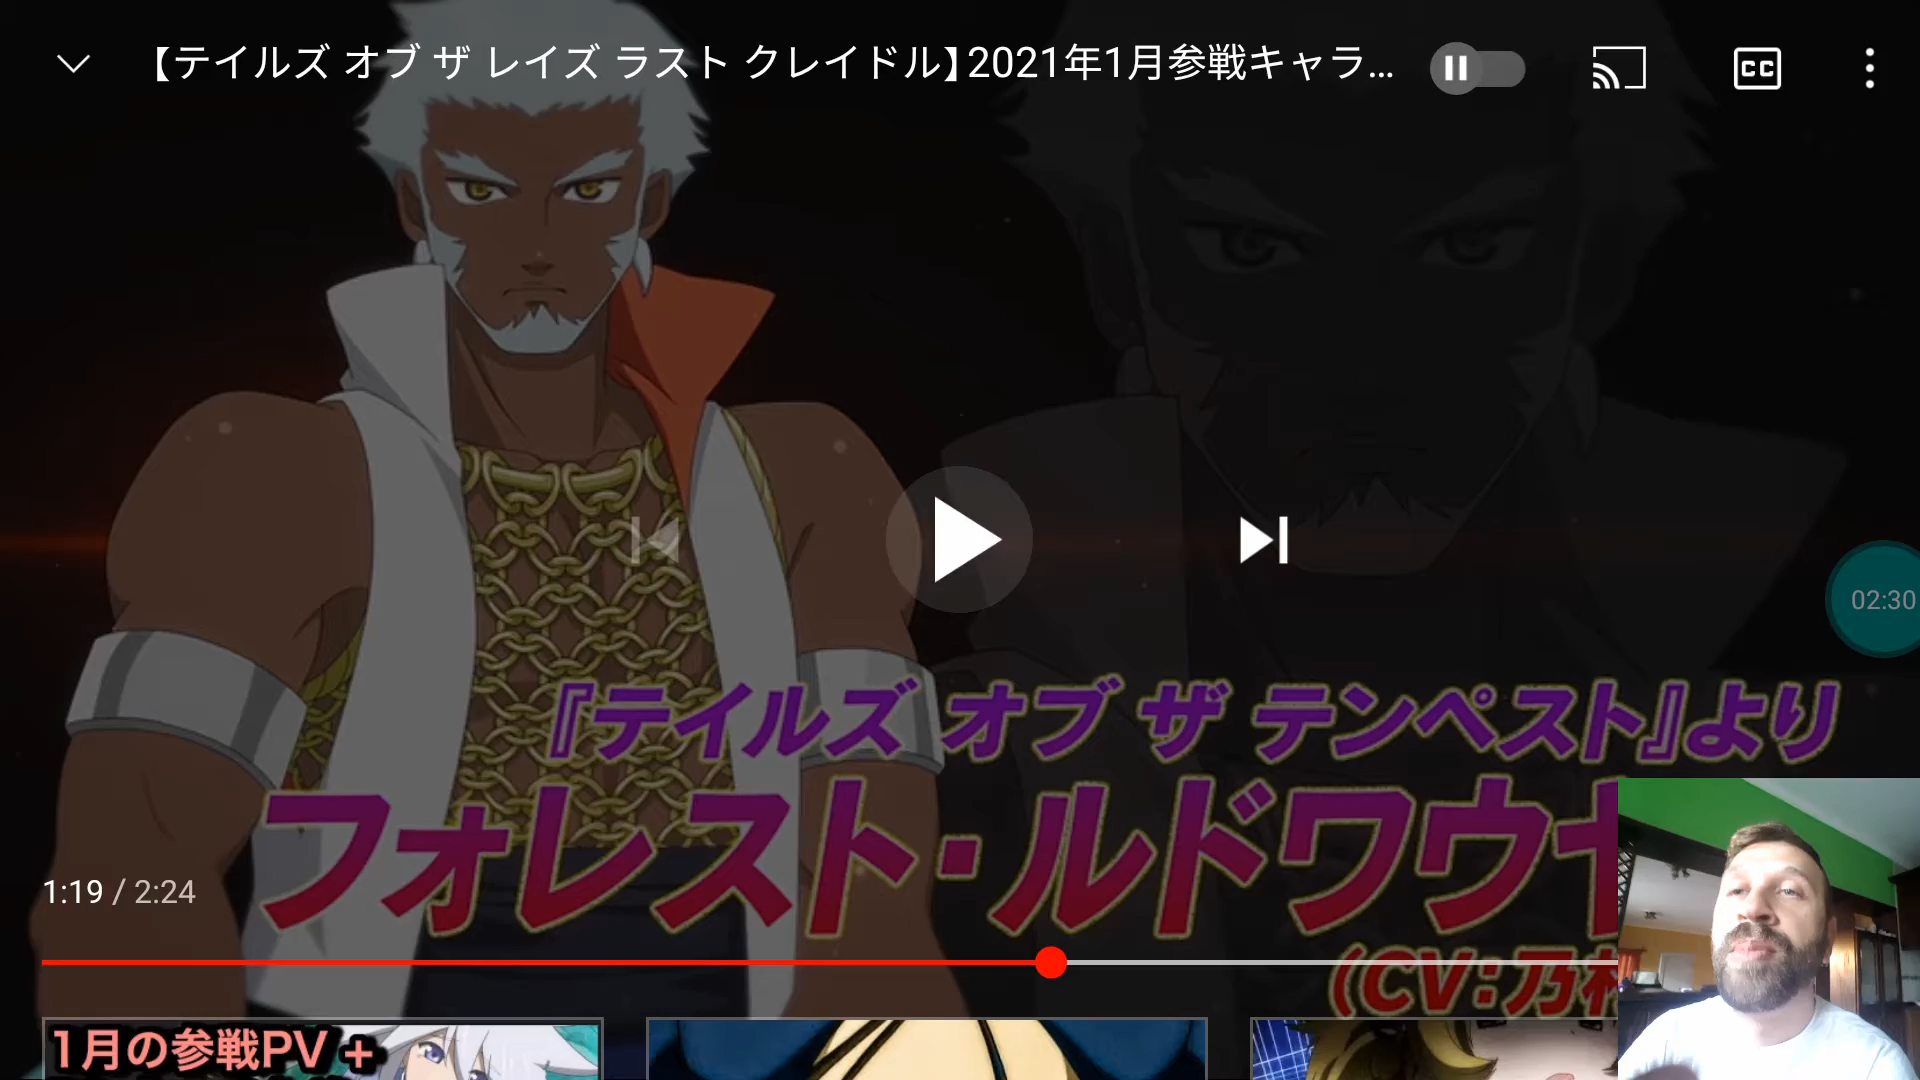 【テイルズ オブ ザ レイズ ラスト クレイドル】2021年1月参戦キャラ...
CC
02:30
『テイルズ オブ ザ テンペスト』より
フォレスト・ルドワウ
1:19 / 2:24
(CV:乃
1月の参戦PV+